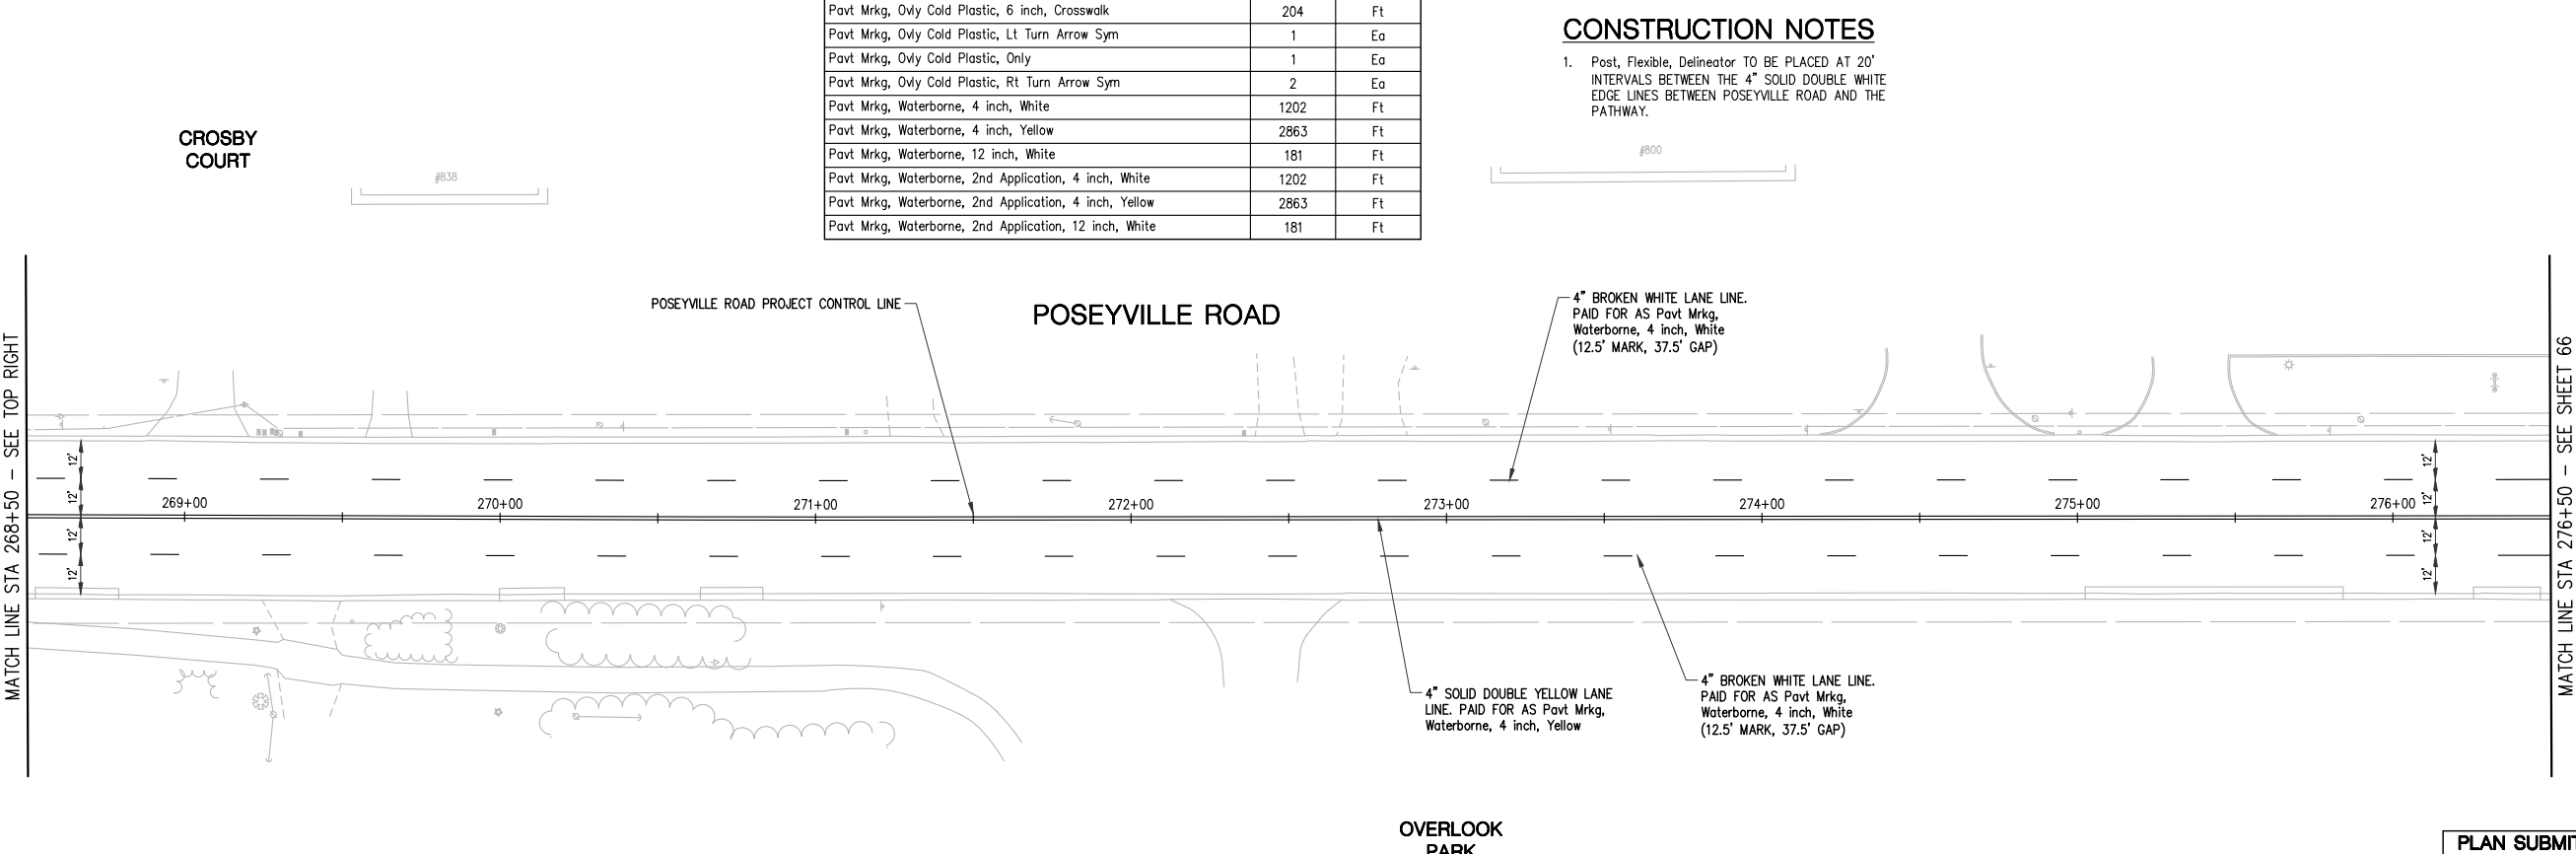 Pavt Mrkg, Ovly Cold Plastic, 6 inch, Crosswalk 204 Ft
Pavt Mrkg, Ovly Cold Plastic, Lt Turn Arrow Sym 1 Ea
Pavt Mrkg, Ovly Cold Plastic, Only 1 Ea
Pavt Mrkg, Ovly Cold Plastic, Rt Turn Arrow Sym 2 Ea
Pavt Mrkg, Waterborne, 4 inch, White 1202 Ft
Pavt Mrkg, Waterborne, 4 inch, Yellow 2863 Ft
Pavt Mrkg, Waterborne, 12 inch, White 181 Ft
Pavt Mrkg, Waterborne, 2nd Application, 4 inch, White 1202 Ft
Pavt Mrkg, Waterborne, 2nd Application, 4 inch, Yellow 2863 Ft
Pavt Mrkg, Waterborne, 2nd Application, 12 inch, White 181 Ft
CONSTRUCTION NOTES
1. Post, Flexible, Delineator TO BE PLACED AT 20'
INTERVALS BETWEEN THE 4" SOLID DOUBLE WHITE
EDGE LINES BETWEEN POSEYVILLE ROAD AND THE
PATHWAY.
CROSBY
COURT
#838
#800
POSEYVILLE ROAD PROJECT CONTROL LINE
POSEYVILLE ROAD
4" BROKEN WHITE LANE LINE.
PAID FOR AS Pavt Mrkg,
Waterborne, 4 inch, White
(12.5' MARK, 37.5' GAP)
MATCH LINE STA 268+50 - SEE TOP RIGHT
12'
12'
12'
12'
269+00
270+00
271+00
272+00
273+00
274+00
275+00
276+00
12'
12'
12'
12'
MATCH LINE STA 276+50 - SEE SHEET 66
4" SOLID DOUBLE YELLOW LANE
LINE. PAID FOR AS Pavt Mrkg,
Waterborne, 4 inch, Yellow
4" BROKEN WHITE LANE LINE.
PAID FOR AS Pavt Mrkg,
Waterborne, 4 inch, White
(12.5' MARK, 37.5' GAP)
OVERLOOK
PARK
PLAN SUBMIT